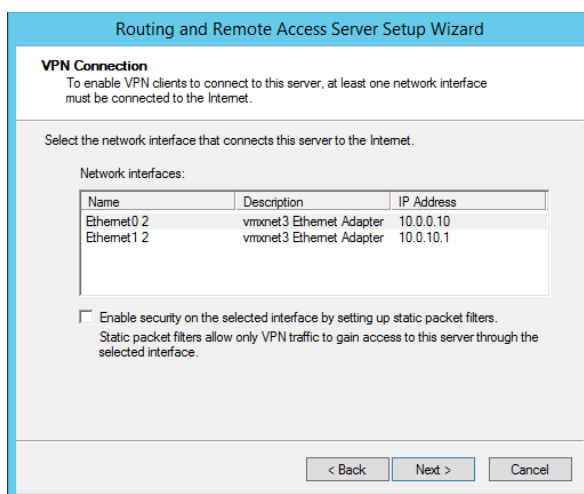 Routing and Remote Access Server Setup Wizard
VPN Connection
To enable VPN clients to connect to this server, at least one network interface
must be connected to the Internet.
Select the network interface that connects this server to the Internet.
Network interfaces:
Name Description IP Address
Ethernet0 2 vmxnet3 Ethernet Adapter 10.0.0.10
Ethernet1 2 vmxnet3 Ethernet Adapter 10.0.10.1
Enable security on the selected interface by setting up static packet filters.
Static packet filters allow only VPN traffic to gain access to this server through the
selected interface.
< Back Next > Cancel